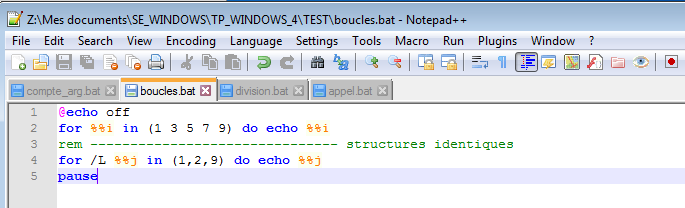 Z:\Mes documents\SE_WINDOWS\TP_WINDOWS_4\TEST\boucles.bat - Notepad++
File Edit Search View Encoding Language Settings Tools Macro Run Plugins Window ?
compte_arg.bat boucles.bat division.bat appel.bat
1 @echo off
2 for %%i in (1 3 5 7 9) do echo %%i
3 rem ------------------------------- structures identiques
4 for /L %%j in (1,2,9) do echo %%j
5 pause